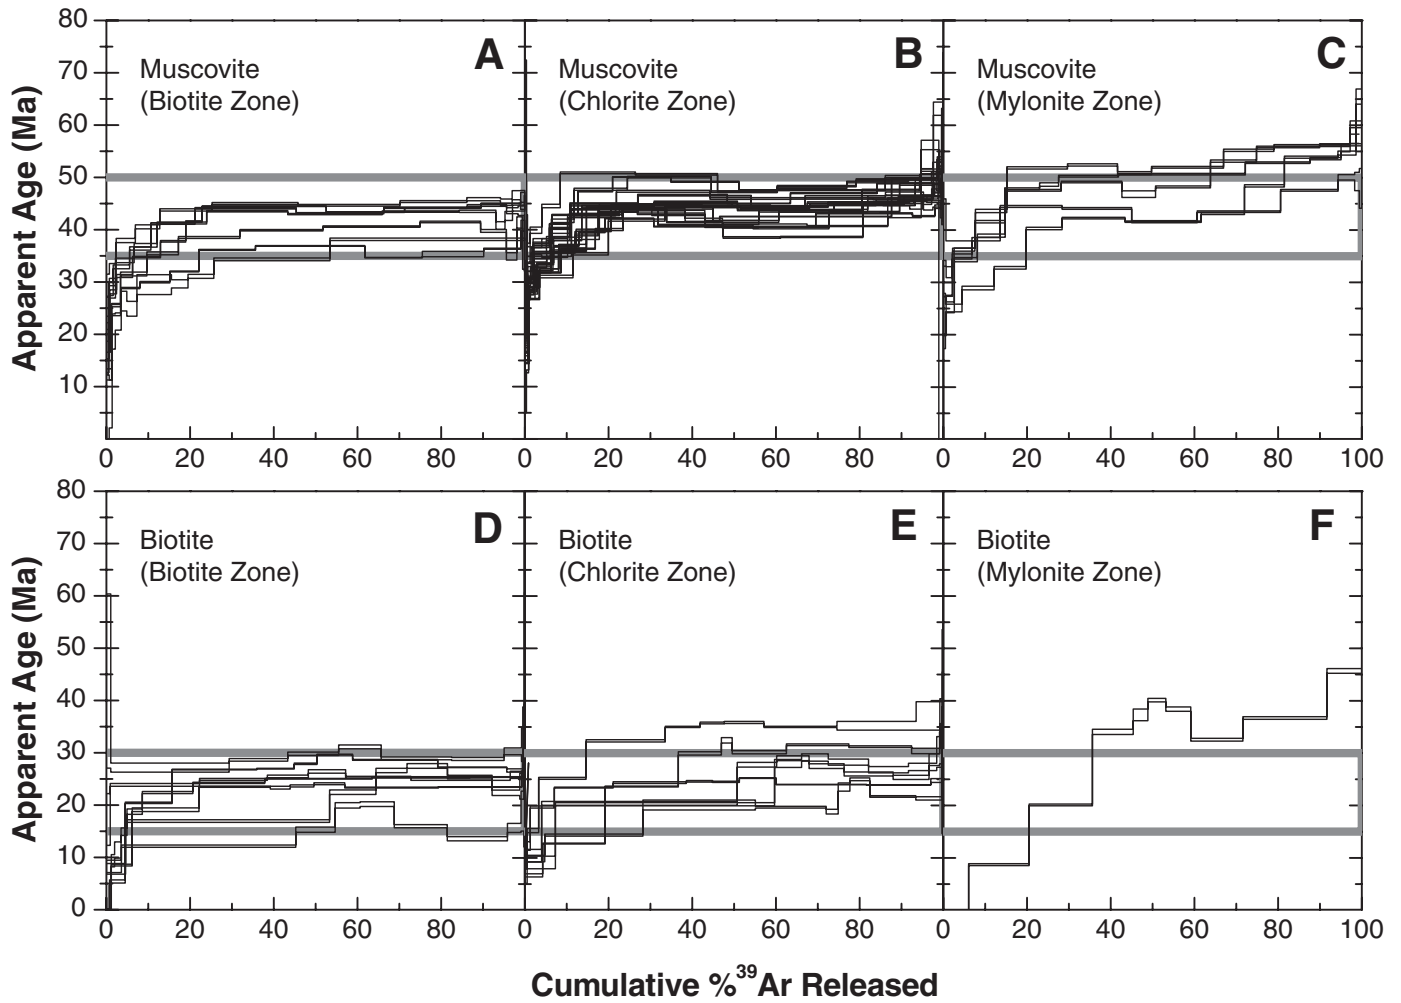 80
70
60
50
40
30
20
10
Apparent Age (Ma)
Muscovite
(Biotite Zone)
A
Muscovite
(Chlorite Zone)
B
Muscovite
(Mylonite Zone)
C
0 20 40 60 80 0 20 40 60 80 0 20 40 60 80 100
80
70
60
50
40
30
20
10
0
Apparent Age (Ma)
Biotite
(Biotite Zone)
D
Biotite
(Chlorite Zone)
E
Biotite
(Mylonite Zone)
F
0 20 40 60 80 0 20 40 60 80 0 20 40 60 80 100
Cumulative %³⁹Ar Released